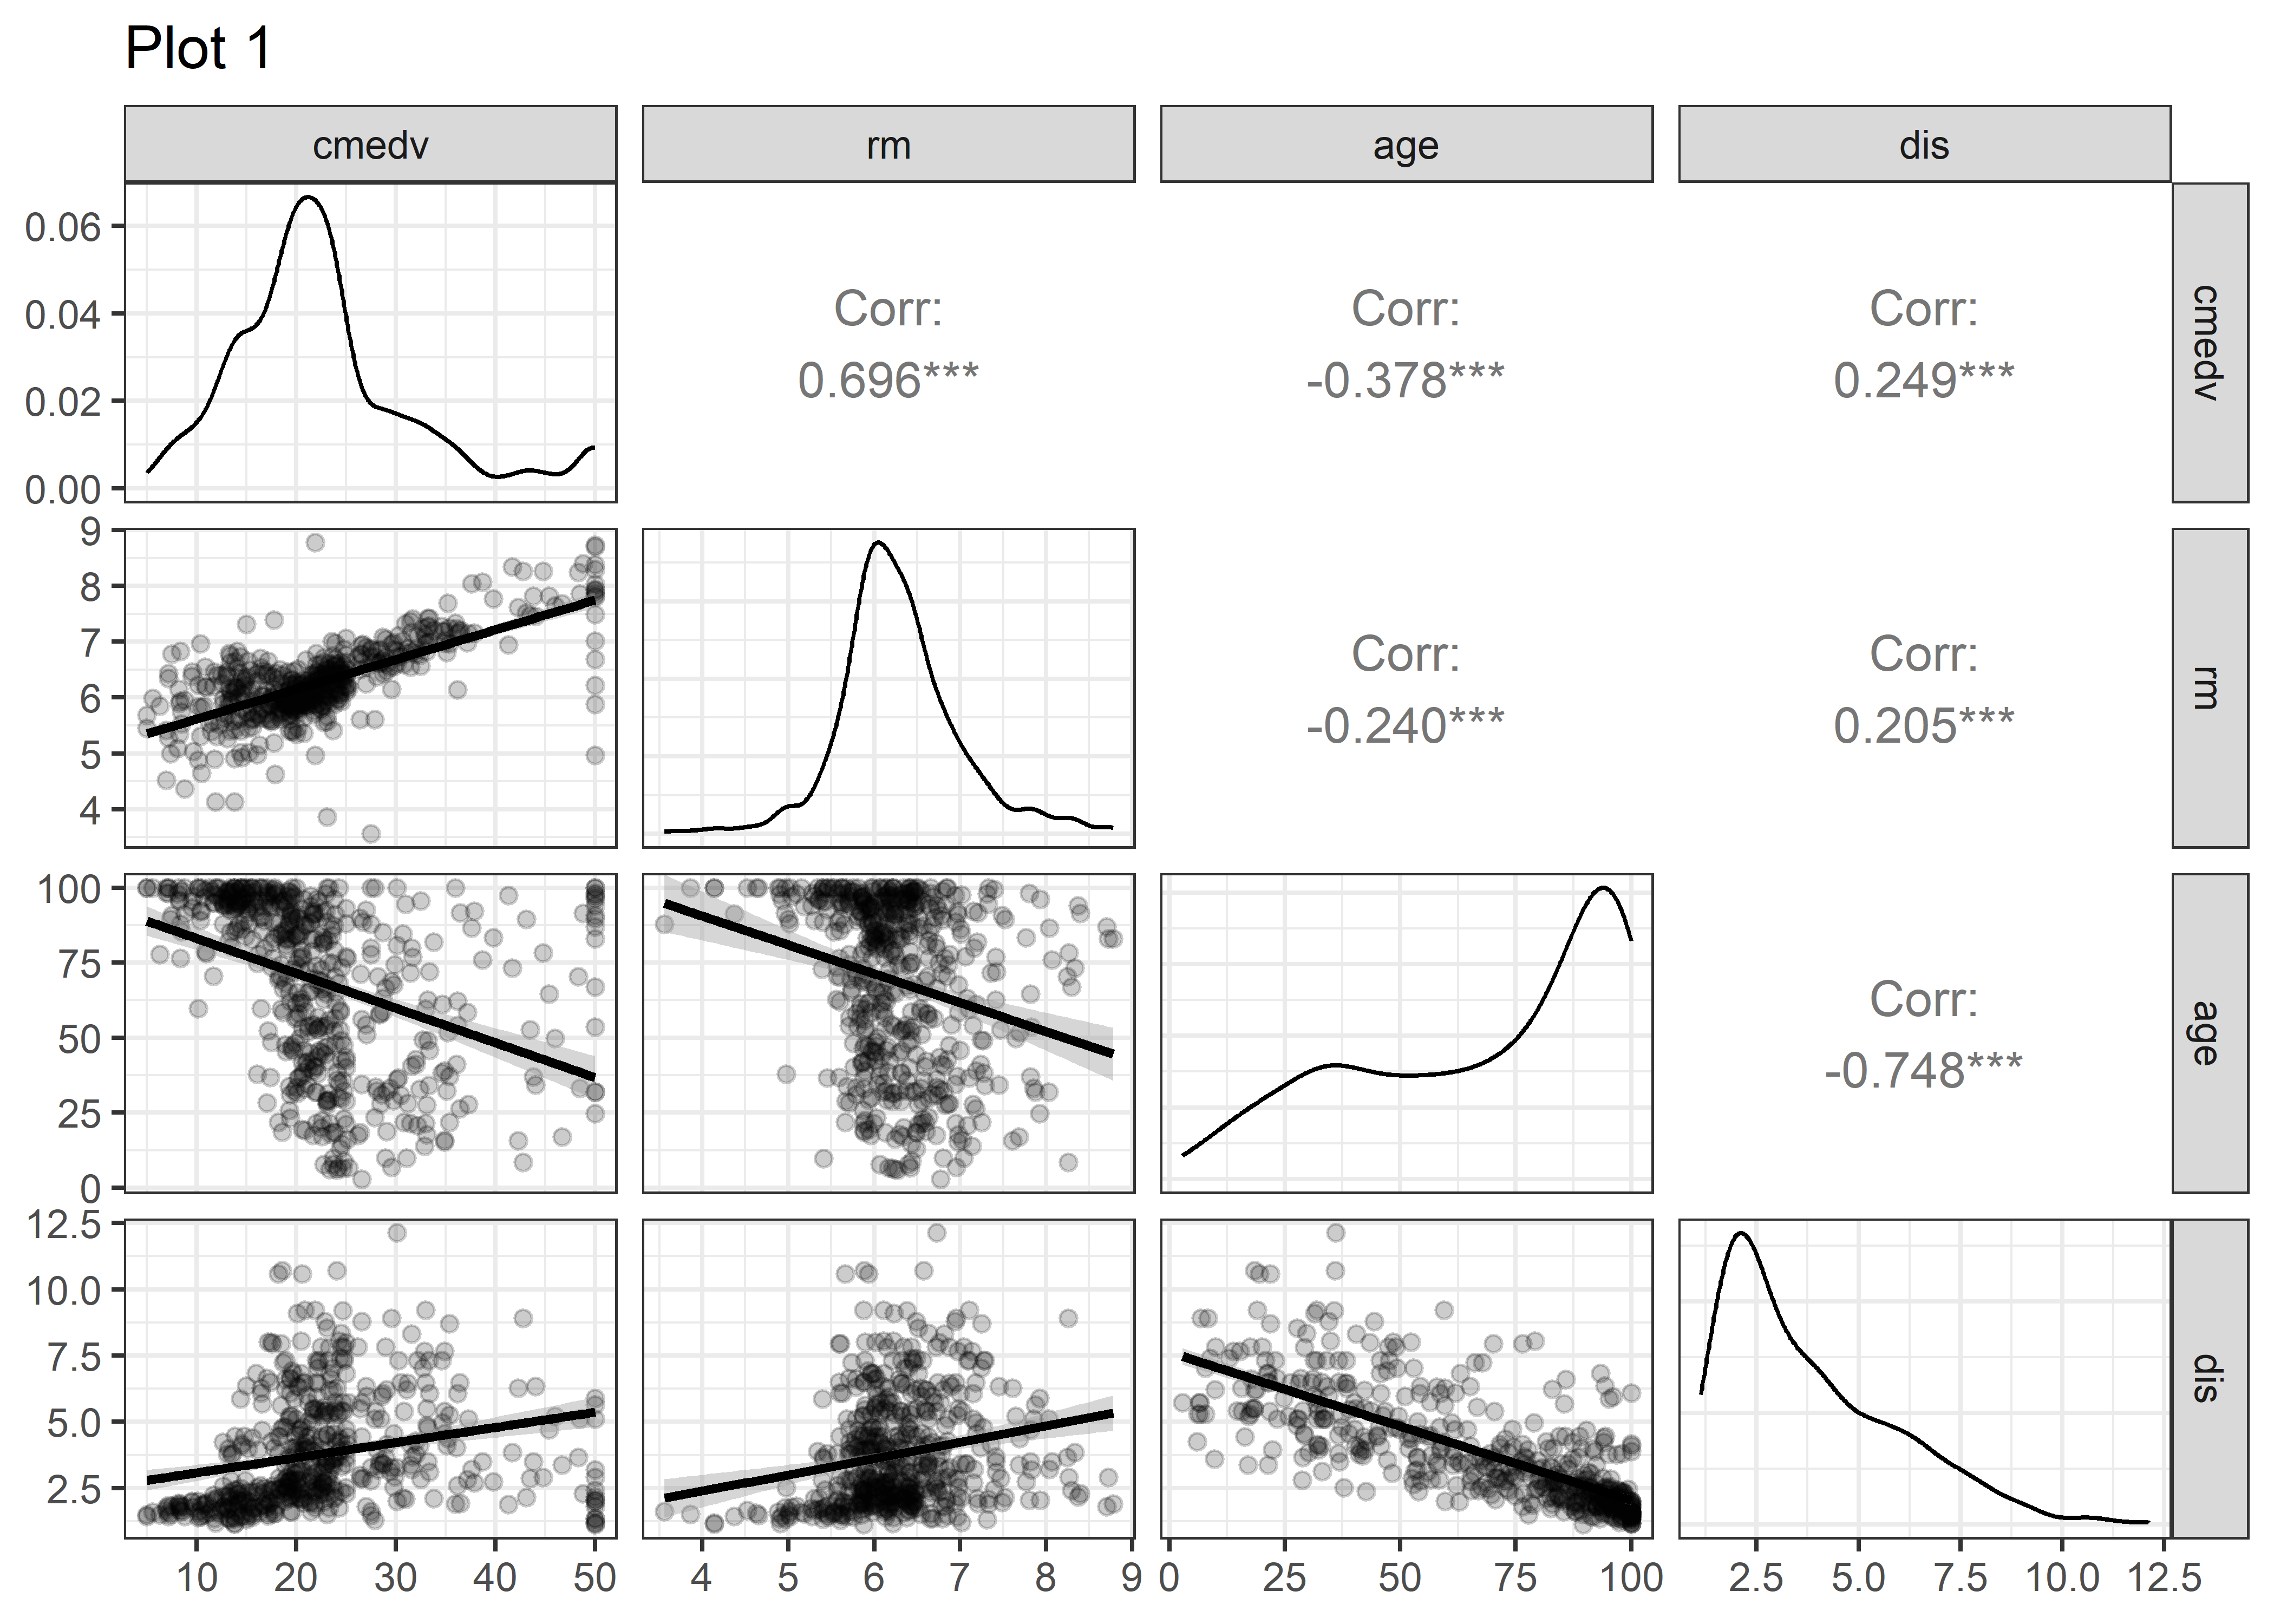 Plot 1
cmedv rm age dis
0.06
0.04
0.02
0.00
Corr:
0.696***
Corr:
-0.378***
Corr:
0.249***
cmedv
9
8
7
6
5
4
Corr:
-0.240***
Corr:
0.205***
rm
100
75
50
25
0
Corr:
-0.748***
age
12.5
10.0
7.5
5.0
2.5
dis
10 20 30 40 50
4 5 6 7 8 9
0 25 50 75 100
2.5 5.0 7.5 10.0 12.5